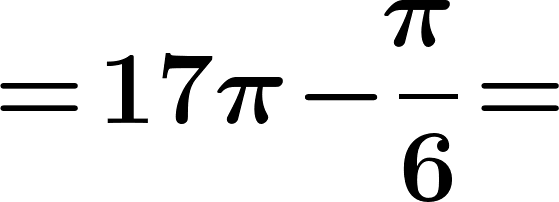 = 17π − π/6 =